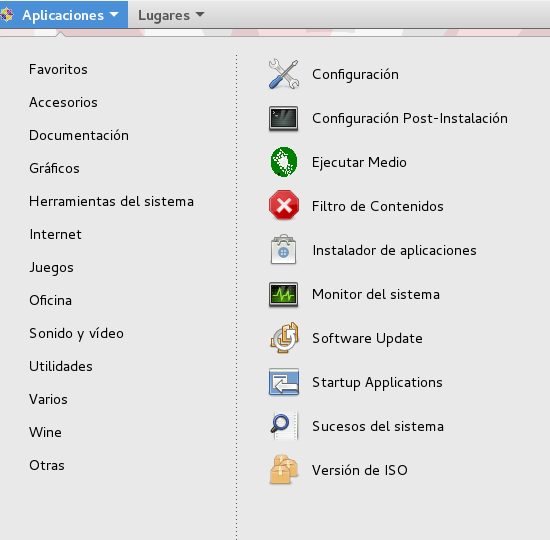 Aplicaciones Lugares
Favoritos
Accesorios
Documentación
Gráficos
Herramientas del sistema
Internet
Juegos
Oficina
Sonido y vídeo
Utilidades
Varios
Wine
Otras
Configuración
Configuración Post-Instalación
Ejecutar Medio
Filtro de Contenidos
Instalador de aplicaciones
Monitor del sistema
Software Update
Startup Applications
Sucesos del sistema
Versión de ISO